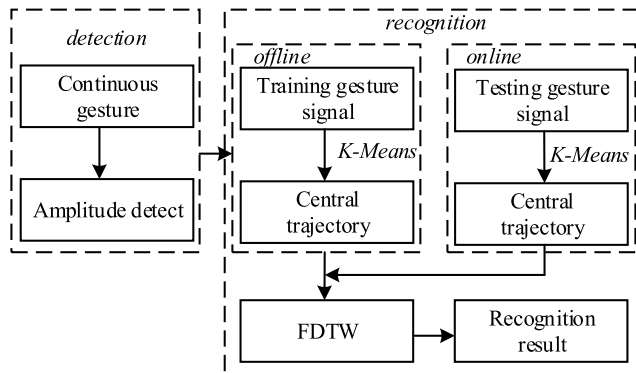 detection
Continuous
gesture
Amplitude detect
recognition
offline
Training gesture
signal
K-Means
Central
trajectory
online
Testing gesture
signal
K-Means
Central
trajectory
FDTW
Recognition
result